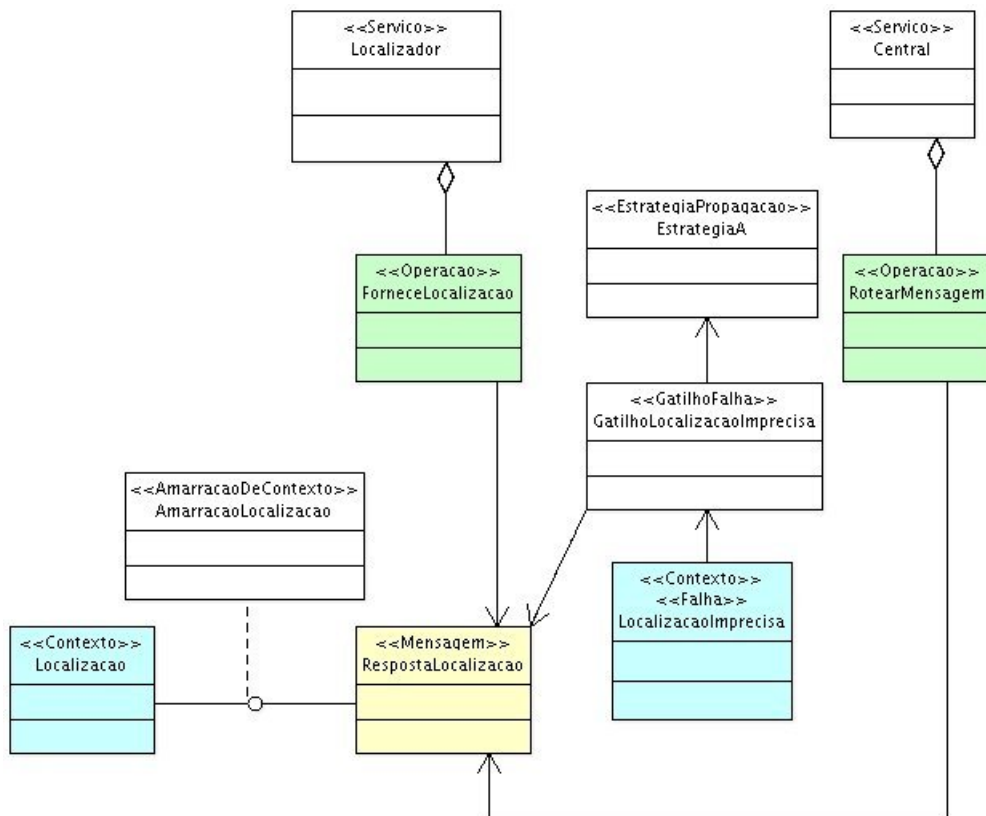 <<Servico>>
Localizador
<<Servico>>
Central
<<EstrategiaPropagacao>>
EstrategiaA
<<Operacao>>
ForneceLocalizacao
<<Operacao>>
RotearMensagem
<<GatilhoFalha>>
GatilhoLocalizacaoImprecisa
<<AmarracaoDeContexto>>
AmarracaoLocalizacao
<<Contexto>>
<<Falha>>
LocalizacaoImprecisa
<<Contexto>>
Localizacao
<<Mensagem>>
RespostaLocalizacao